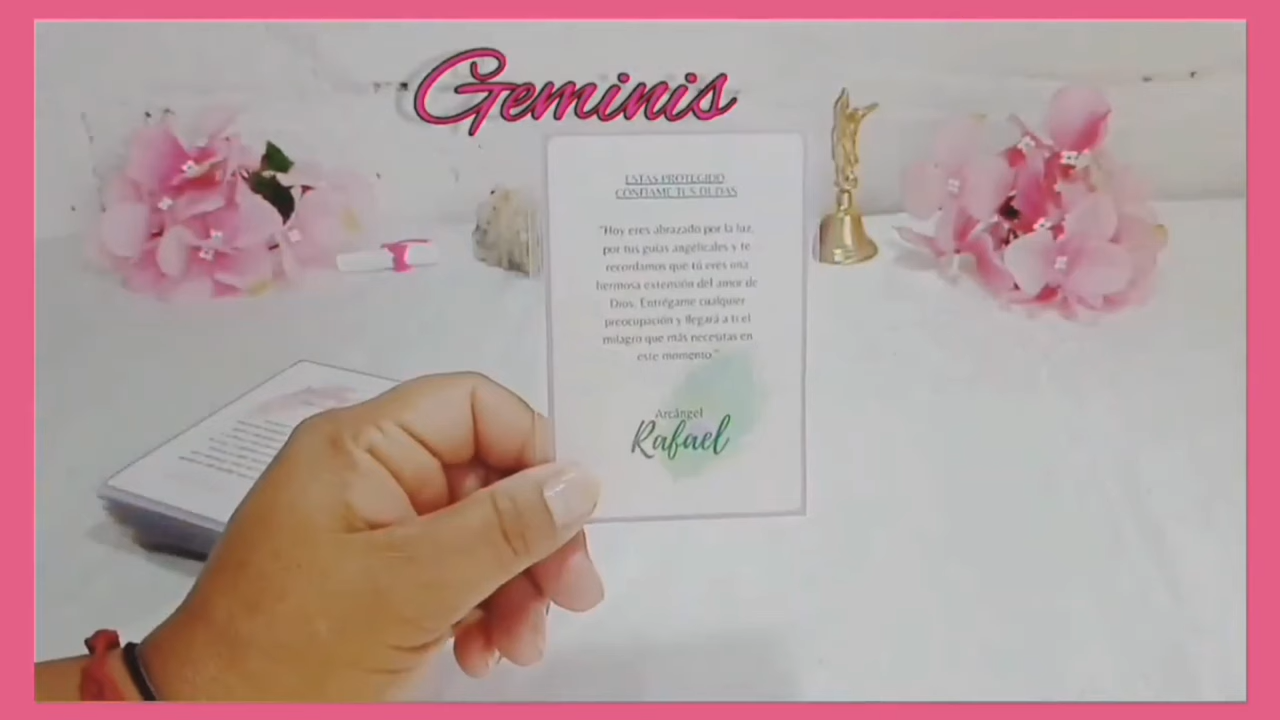 Geminis
ESTAS PROTEGIDO
CONFIAME TUS DUDAS
"Hoy eres abrazado por la luz,
por tus guías angelicales y te
recordamos que tú eres una
hermosa extensión del amor de
Dios. Entrégame cualquier
preocupación y llegará a ti el
milagro que más necesitas en
este momento."
Arcángel
Rafael